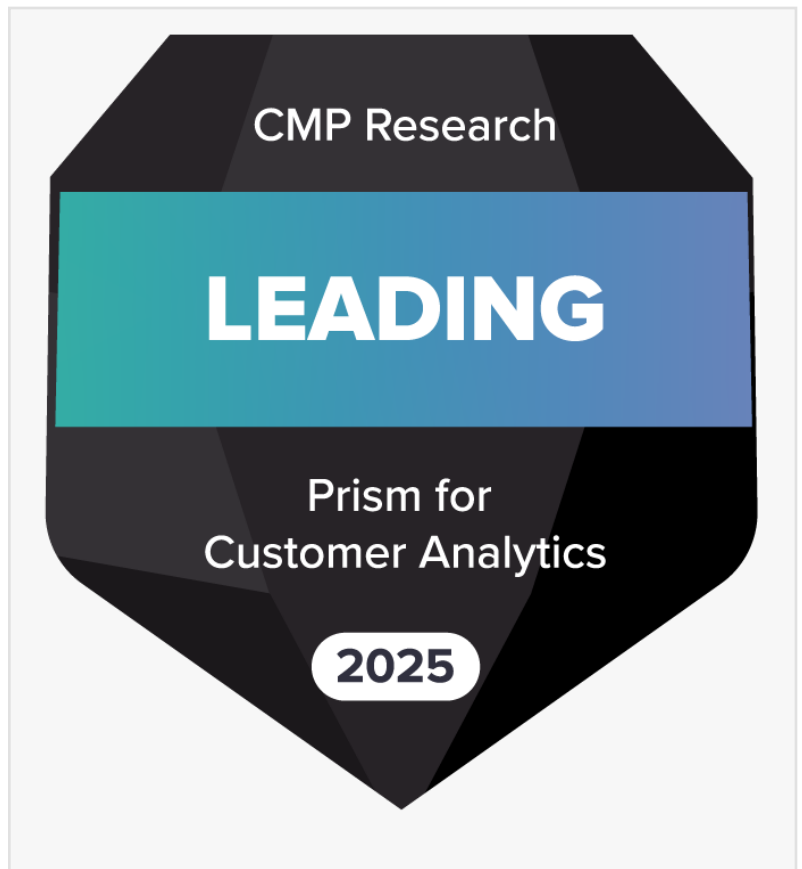 CMP Research
LEADING
Prism for
Customer Analytics
2025